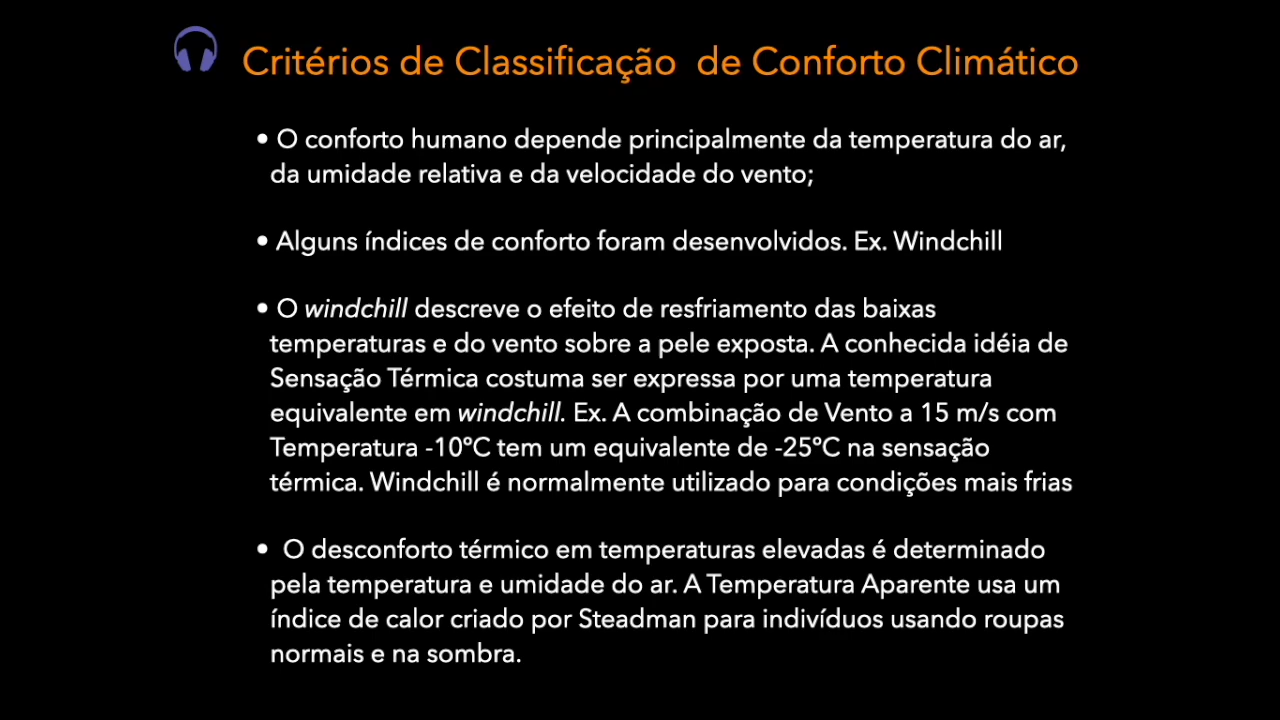 Critérios de Classificação de Conforto Climático
• O conforto humano depende principalmente da temperatura do ar,
da umidade relativa e da velocidade do vento;
• Alguns índices de conforto foram desenvolvidos. Ex. Windchill
• O windchill descreve o efeito de resfriamento das baixas
temperaturas e do vento sobre a pele exposta. A conhecida idéia de
Sensação Térmica costuma ser expressa por uma temperatura
equivalente em windchill. Ex. A combinação de Vento a 15 m/s com
Temperatura -10ºC tem um equivalente de -25ºC na sensação
térmica. Windchill é normalmente utilizado para condições mais frias
• O desconforto térmico em temperaturas elevadas é determinado
pela temperatura e umidade do ar. A Temperatura Aparente usa um
índice de calor criado por Steadman para indivíduos usando roupas
normais e na sombra.